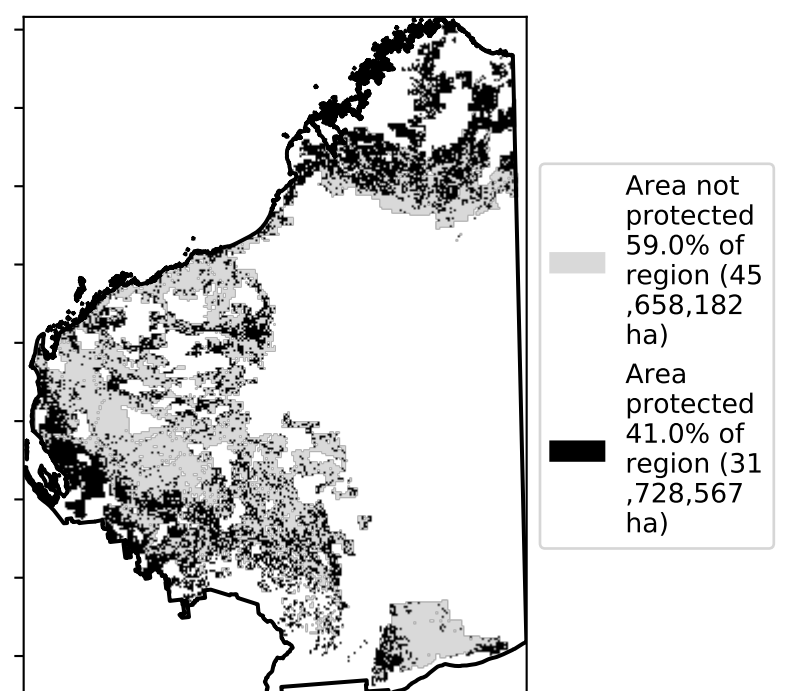 Area not
protected
59.0% of
region (45
,658,182
ha)
Area
protected
41.0% of
region (31
,728,567
ha)